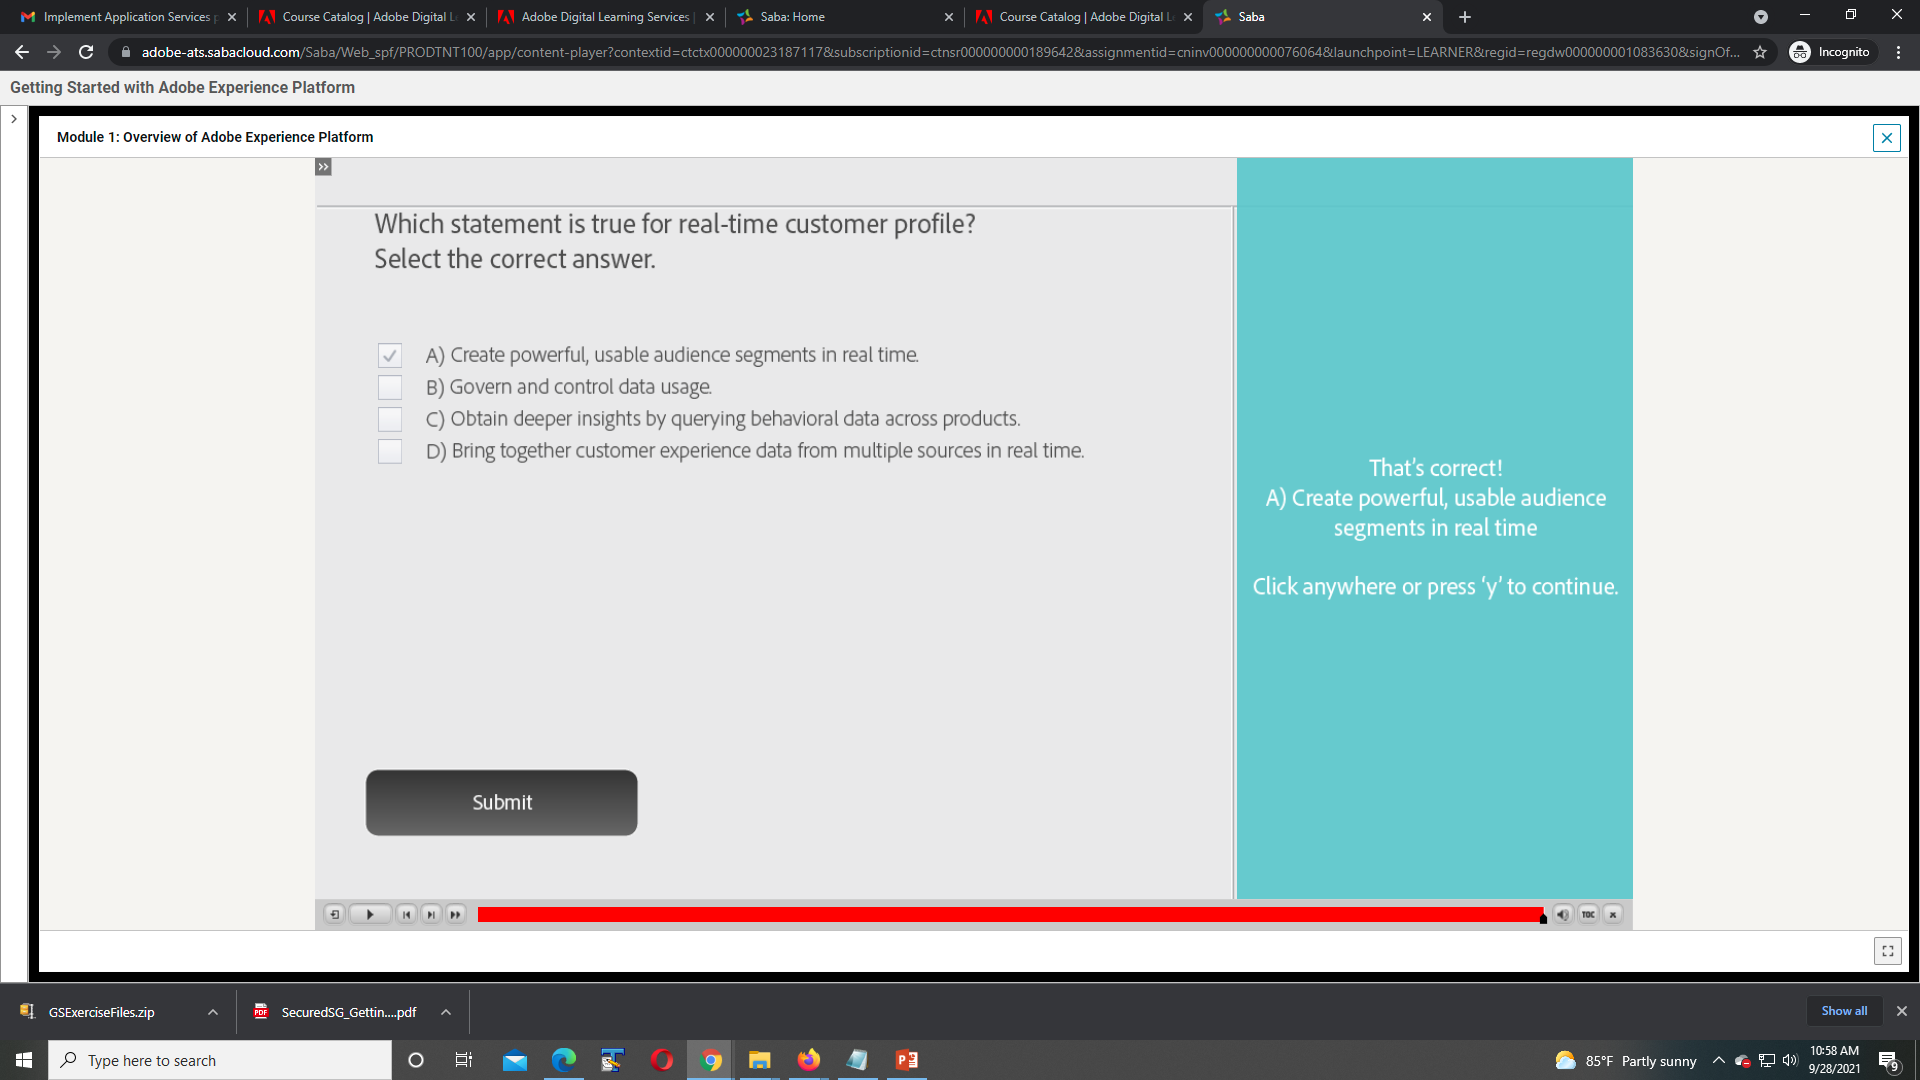 Implement Application Services
Course Catalog | Adobe Digital L
Adobe Digital Learning Services |
Saba: Home
Course Catalog | Adobe Digital L
Saba
adobe-ats.sabacloud.com/Saba/Web_spf/PRODTNT100/app/content-player?contextid=ctctx000000023187117&subscriptionid=ctnsr000000000189642&assignmentid=cninv000000000076064&launchpoint=LEARNER&regid=regdw000000001083630&signOf...
Incognito
Getting Started with Adobe Experience Platform
Module 1: Overview of Adobe Experience Platform
Which statement is true for real-time customer profile?
Select the correct answer.
A) Create powerful, usable audience segments in real time.
B) Govern and control data usage.
C) Obtain deeper insights by querying behavioral data across products.
D) Bring together customer experience data from multiple sources in real time.
That's correct!
A) Create powerful, usable audience
segments in real time
Click anywhere or press 'y' to continue.
Submit
TOC
GSExerciseFiles.zip
PDF
SecuredSG_Gettin....pdf
Show all
Type here to search
85°F Partly sunny
10:58 AM
9/28/2021
9